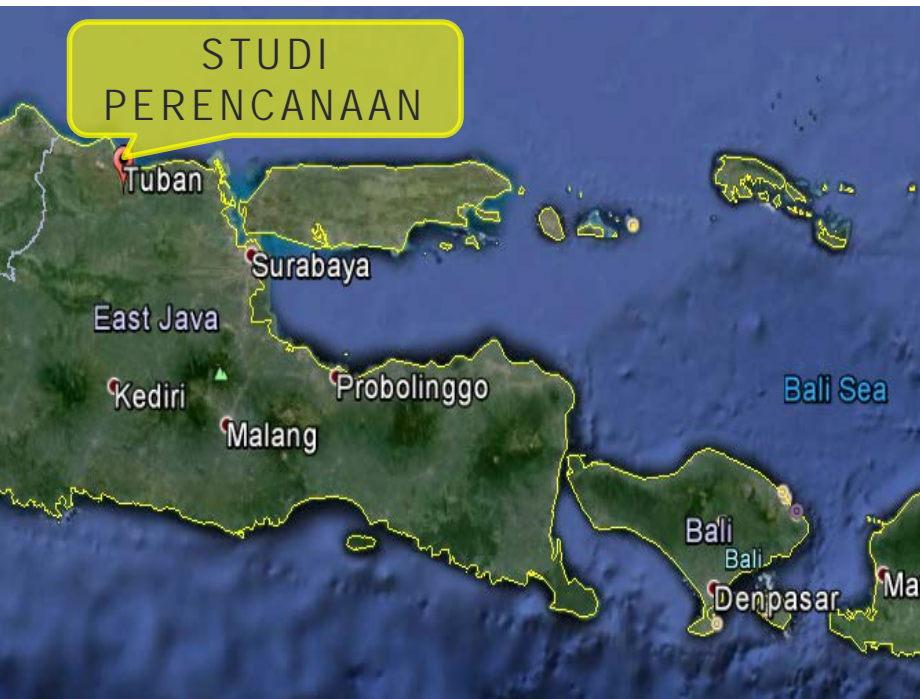 STUDI
PERENCANAAN
Tuban
Surabaya
East Java
Kediri
Probolinggo
Bali Sea
Malang
Bali
Bali
Denpasar
Ma